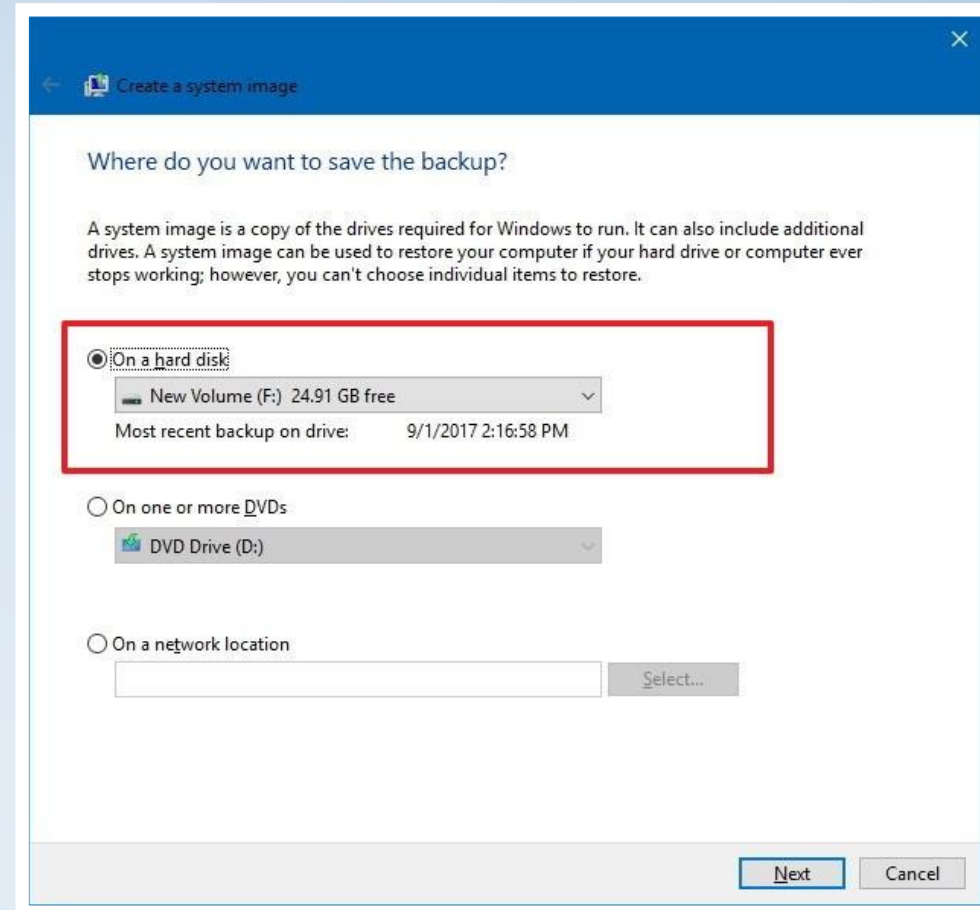 Create a system image
Where do you want to save the backup?
A system image is a copy of the drives required for Windows to run. It can also include additional
drives. A system image can be used to restore your computer if your hard drive or computer ever
stops working; however, you can't choose individual items to restore.
On a hard disk
New Volume (F:) 24.91 GB free
Most recent backup on drive: 9/1/2017 2:16:58 PM
On one or more DVDs
DVD Drive (D:)
On a network location
Select...
Next Cancel